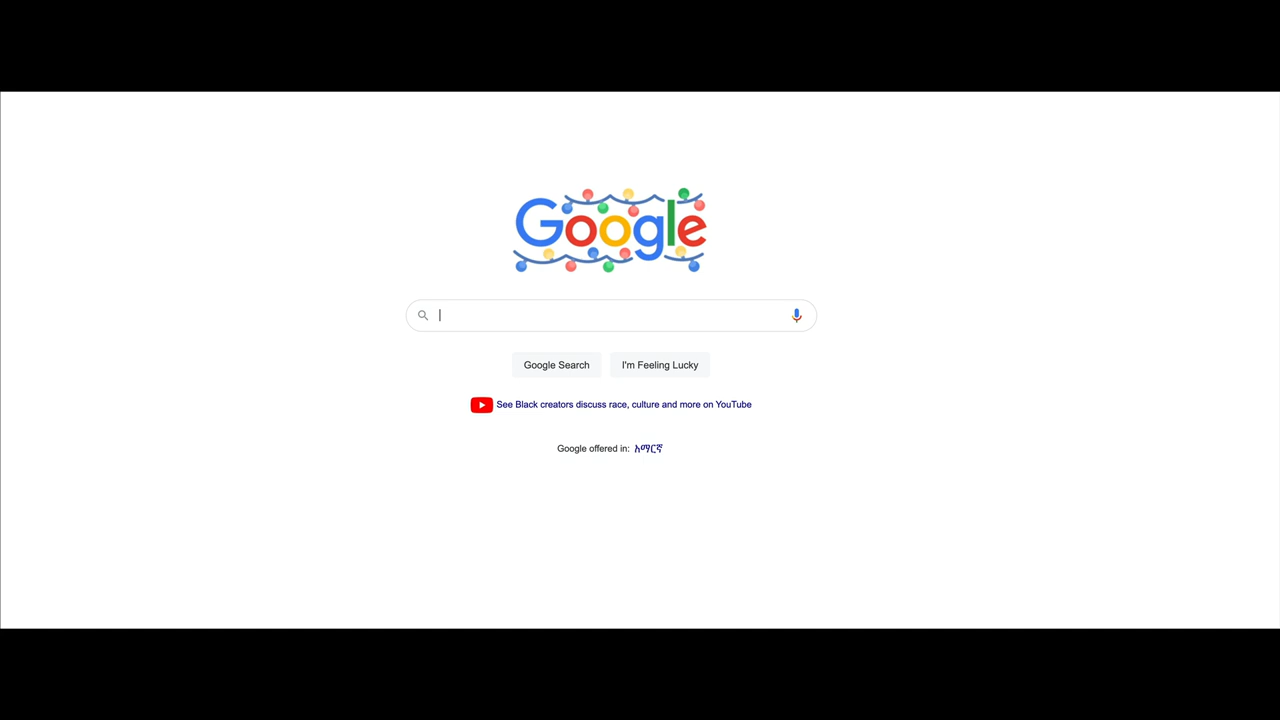 Google
Google Search
I'm Feeling Lucky
See Black creators discuss race, culture and more on YouTube
Google offered in: አማርኛ